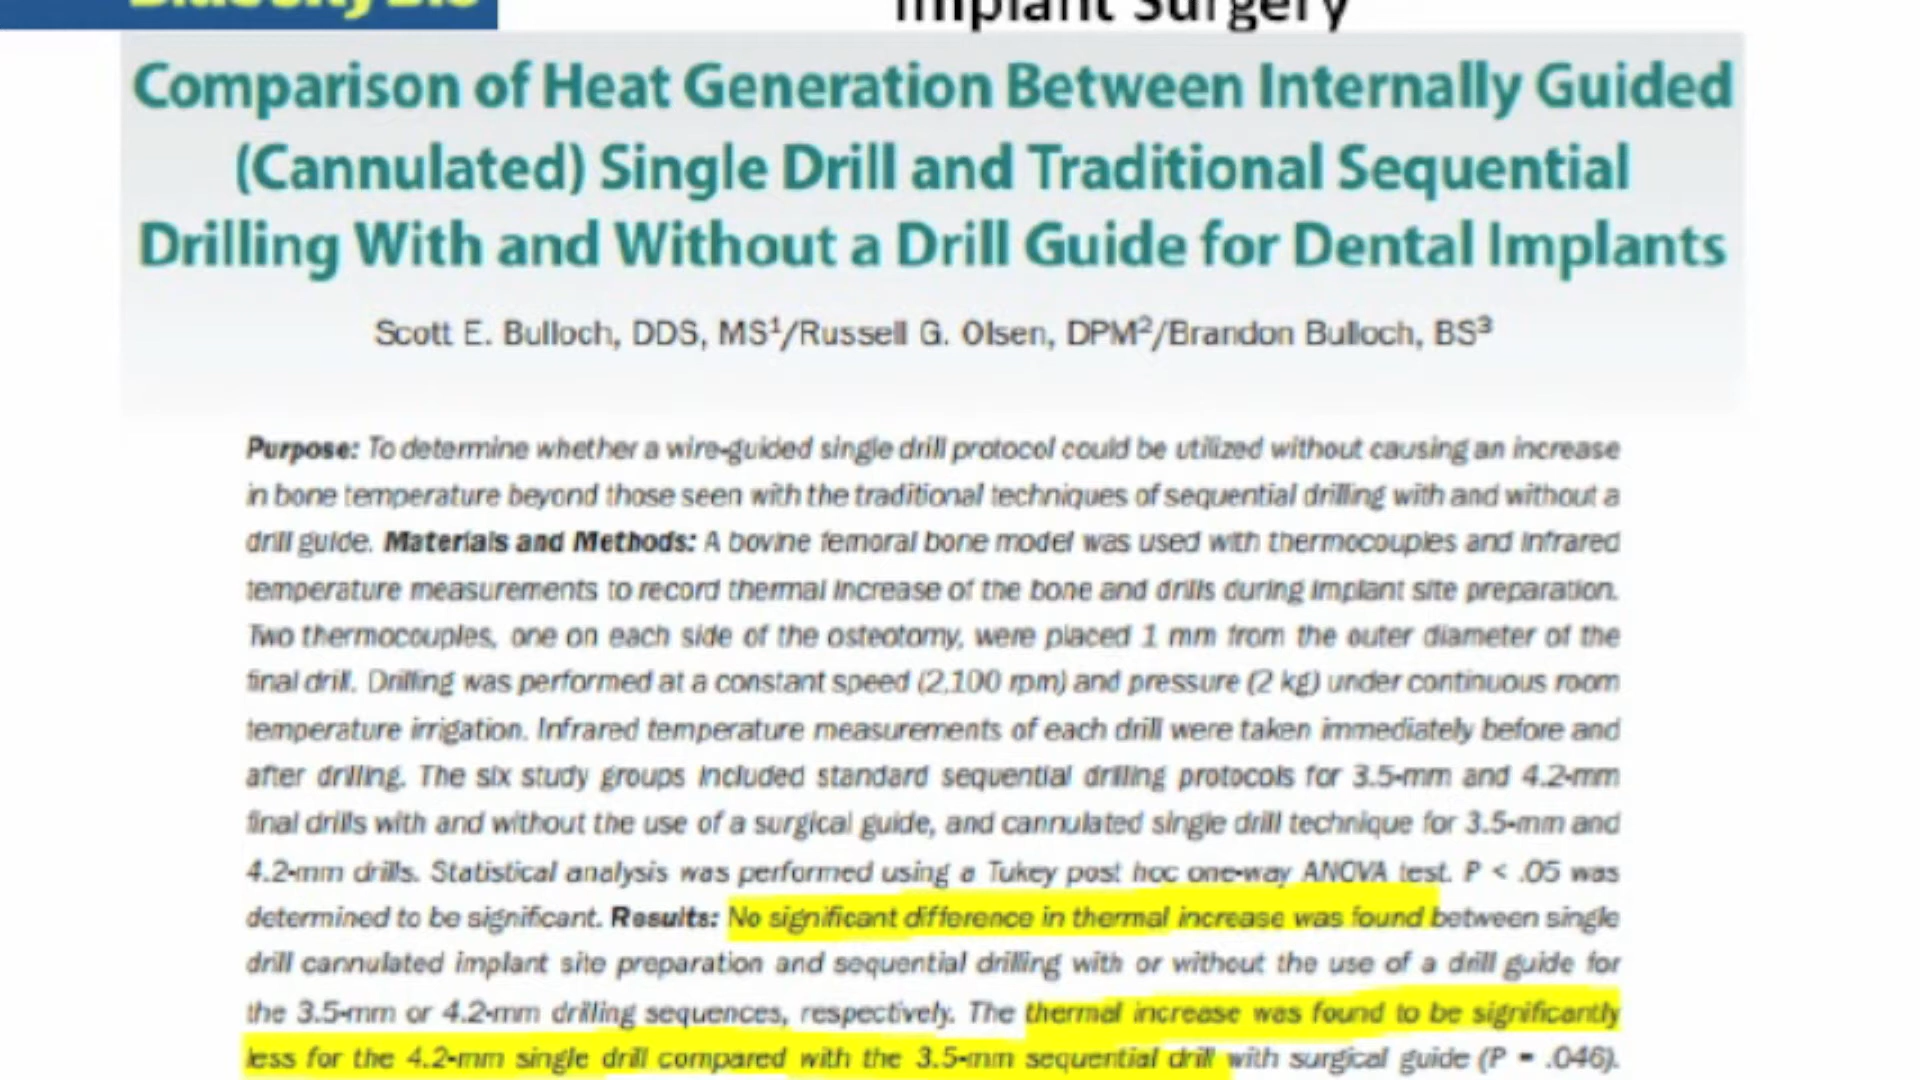 BlueSkyBio
Implant Surgery
Comparison of Heat Generation Between Internally Guided
(Cannulated) Single Drill and Traditional Sequential
Drilling With and Without a Drill Guide for Dental Implants
Scott E. Bulloch, DDS, MS¹/Russell G. Olsen, DPM²/Brandon Bulloch, BS³
Purpose: To determine whether a wire-guided single drill protocol could be utilized without causing an increase
in bone temperature beyond those seen with the traditional techniques of sequential drilling with and without a
drill guide. Materials and Methods: A bovine femoral bone model was used with thermocouples and infrared
temperature measurements to record thermal increase of the bone and drills during implant site preparation.
Two thermocouples, one on each side of the osteotomy, were placed 1 mm from the outer diameter of the
final drill. Drilling was performed at a constant speed (2,100 rpm) and pressure (2 kg) under continuous room
temperature irrigation. Infrared temperature measurements of each drill were taken immediately before and
after drilling. The six study groups included standard sequential drilling protocols for 3.5-mm and 4.2-mm
final drills with and without the use of a surgical guide, and cannulated single drill technique for 3.5-mm and
4.2-mm drills. Statistical analysis was performed using a Tukey post hoc one-way ANOVA test. P < .05 was
determined to be significant. Results: No significant difference in thermal increase was found between single
drill cannulated implant site preparation and sequential drilling with or without the use of a drill guide for
the 3.5-mm or 4.2-mm drilling sequences, respectively. The thermal increase was found to be significantly
less for the 4.2-mm single drill compared with the 3.5-mm sequential drill with surgical guide (P = .046).